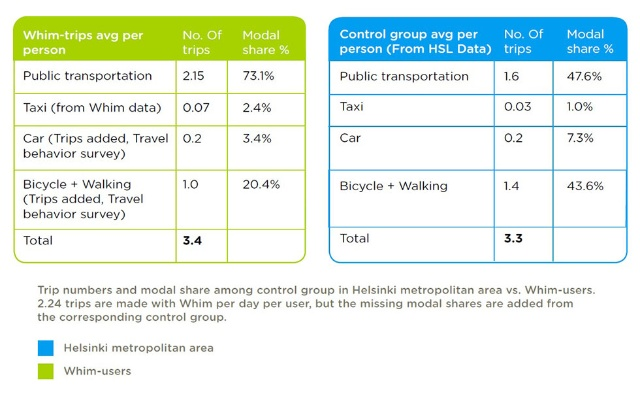 Whim-trips avg per person No. Of trips Modal share %
Public transportation 2.15 73.1%
Taxi (from Whim data) 0.07 2.4%
Car (Trips added, Travel behavior survey) 0.2 3.4%
Bicycle + Walking (Trips added, Travel behavior survey) 1.0 20.4%
Total 3.4
Control group avg per person (From HSL Data) No. Of trips Modal share %
Public transportation 1.6 47.6%
Taxi 0.03 1.0%
Car 0.2 7.3%
Bicycle + Walking 1.4 43.6%
Total 3.3
Trip numbers and modal share among control group in Helsinki metropolitan area vs. Whim-users.
2.24 trips are made with Whim per day per user, but the missing modal shares are added from
the corresponding control group.
Helsinki metropolitan area
Whim-users